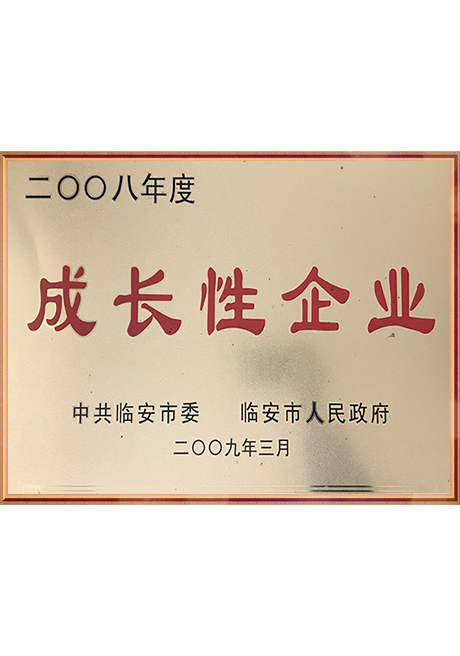 二〇〇八年度
成长性企业
中共临安市委 临安市人民政府
二〇〇九年三月